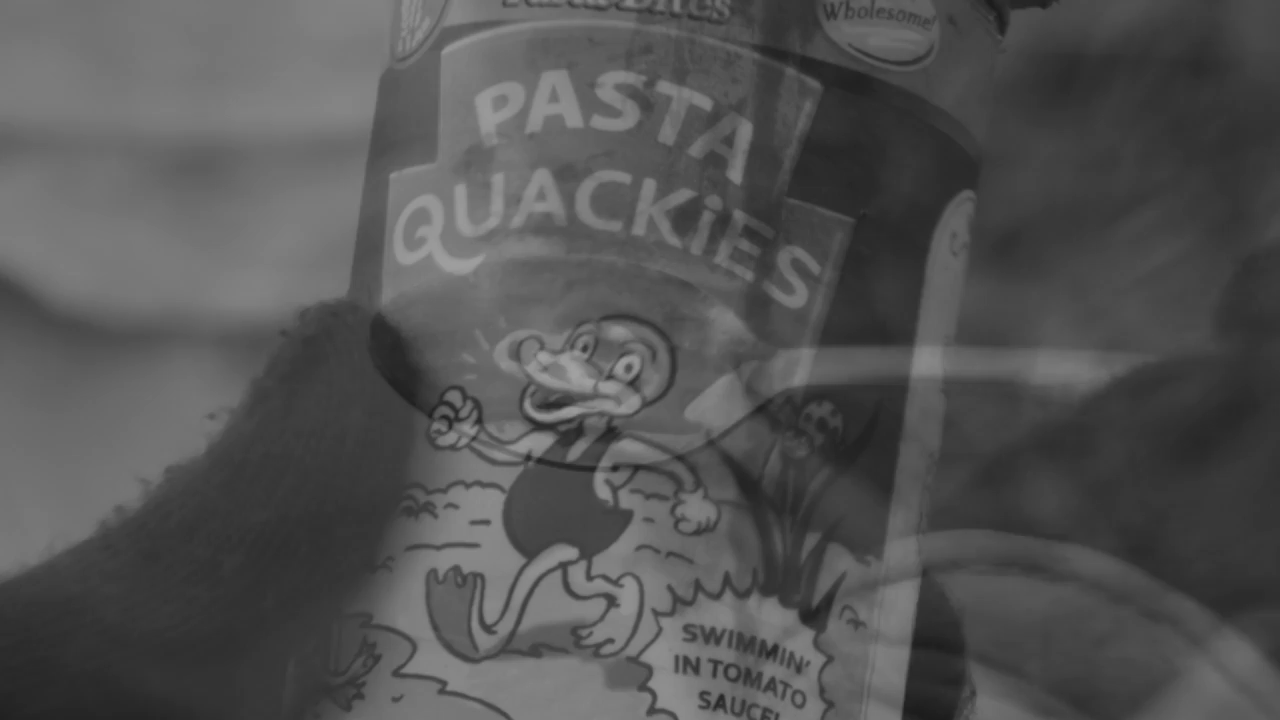 Wholesome!
PASTA
QUACKiES
SWIMMIN'
IN TOMATO
SAUCE!